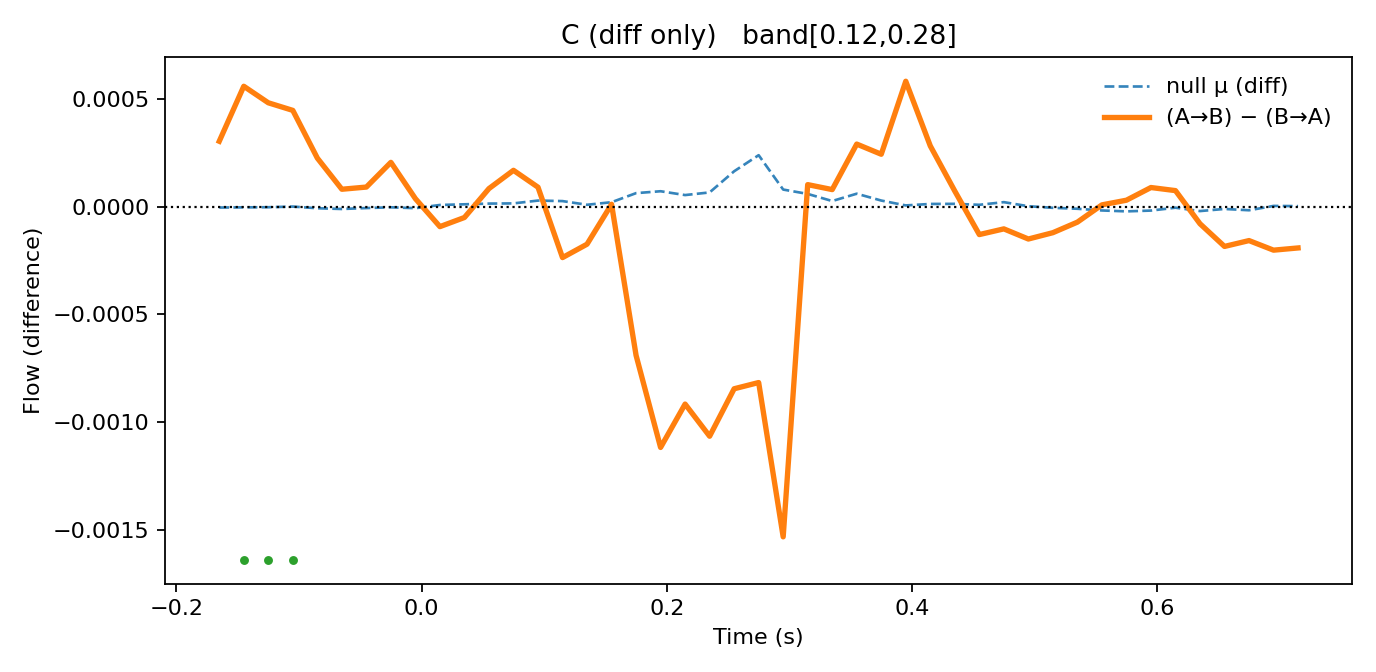 C (diff only)   band[0.12,0.28]
null μ (diff)
(A→B) − (B→A)
Flow (difference)
0.0005
0.0000
−0.0005
−0.0010
−0.0015
−0.2
0.0
0.2
0.4
0.6
Time (s)